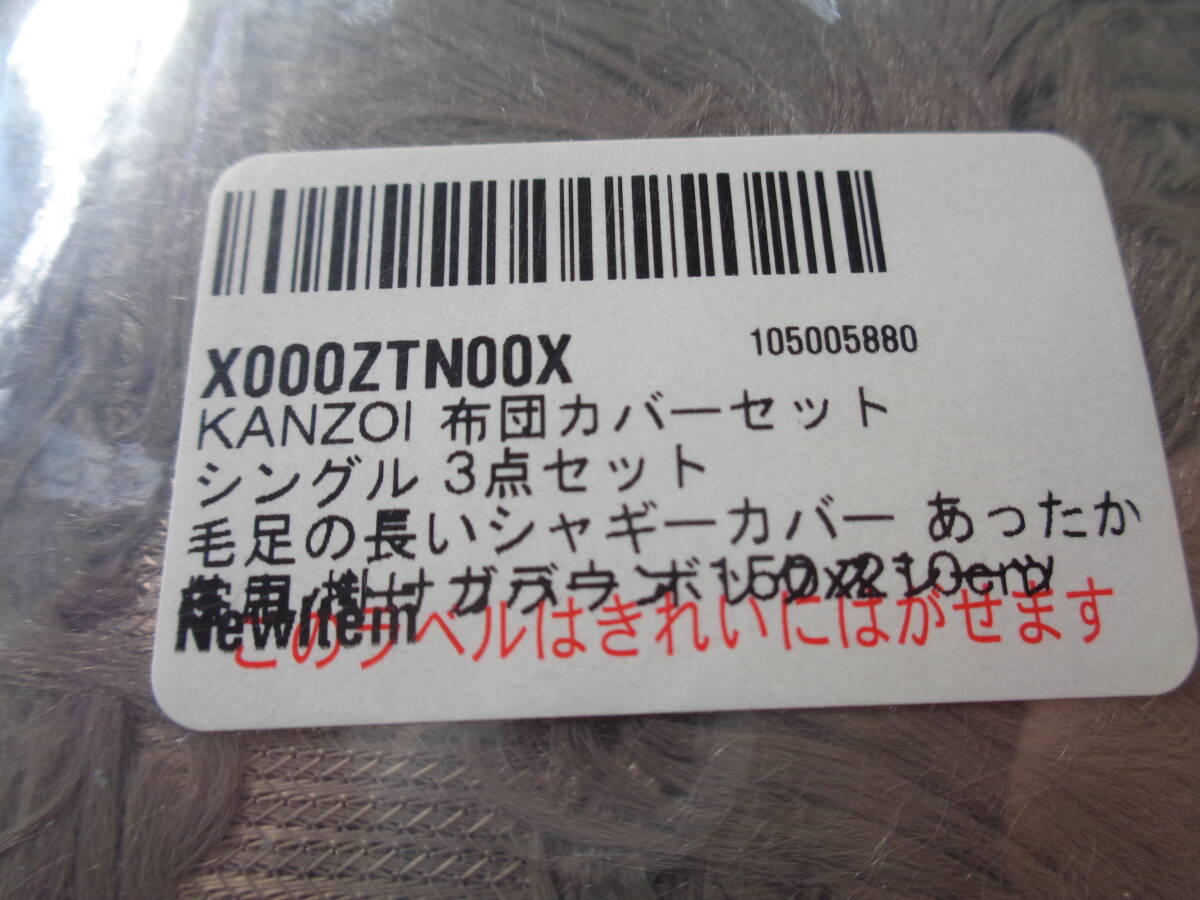 X000ZTN00X 105005880
KANZOI 布団カバーセット
シングル 3点セット
毛足の長いシャギーカバー あったか
NewItem
このラベルはきれいにはがせます